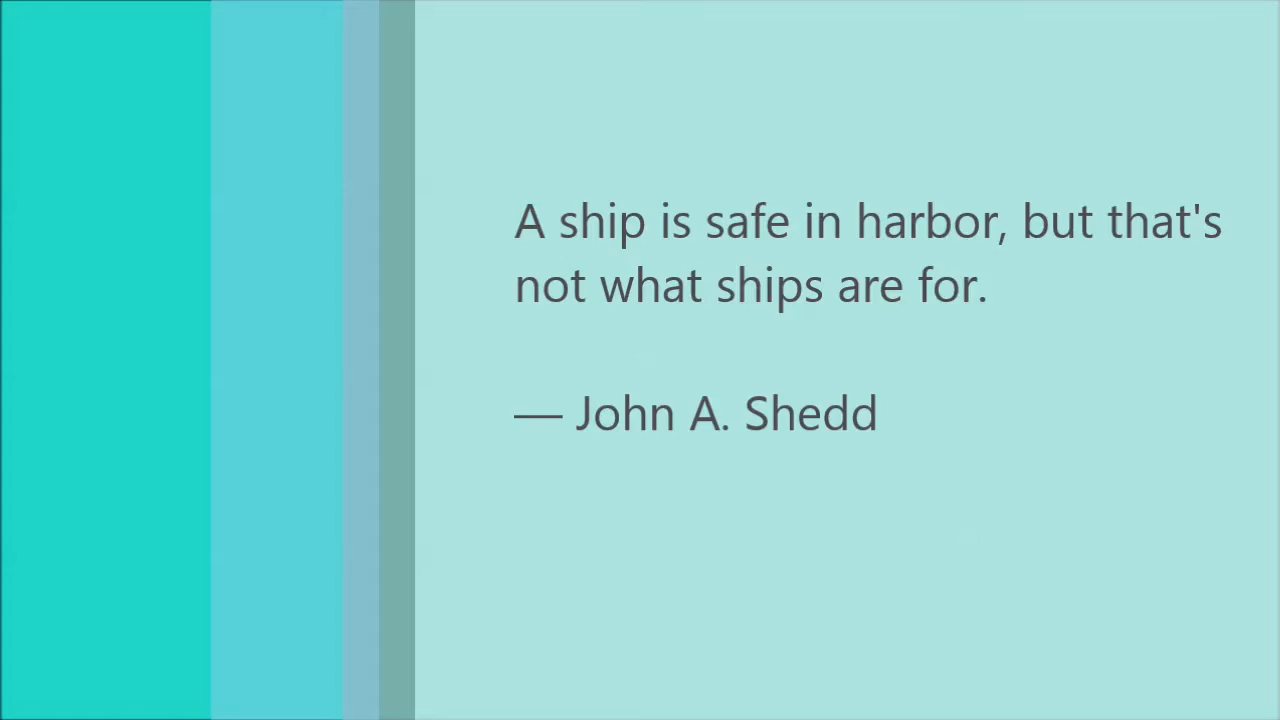 A ship is safe in harbor, but that's
not what ships are for.
— John A. Shedd